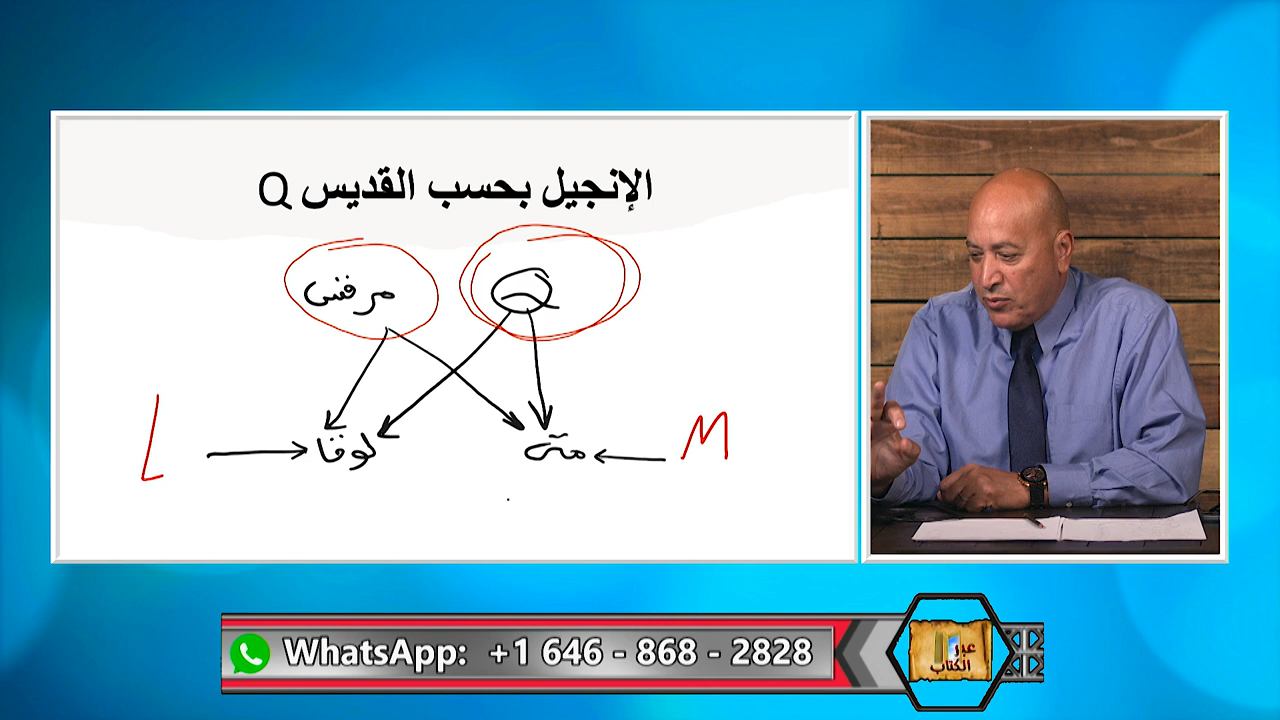 الإنجيل بحسب القديس Q
مرقس Q
L لوقا متى M
WhatsApp: +1 646 - 868 - 2828
عبر
الكتاب